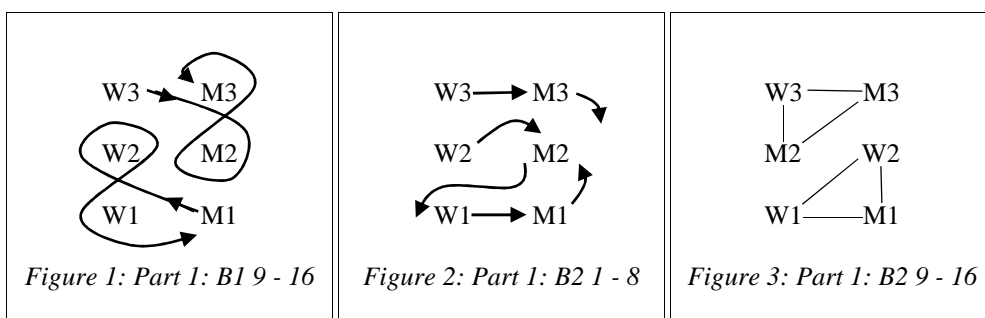 W3 M3
W2 M2
W1 M1
Figure 1: Part 1: B1 9 - 16
W3 M3
W2 M2
W1 M1
Figure 2: Part 1: B2 1 - 8
W3 M3
M2 W2
W1 M1
Figure 3: Part 1: B2 9 - 16